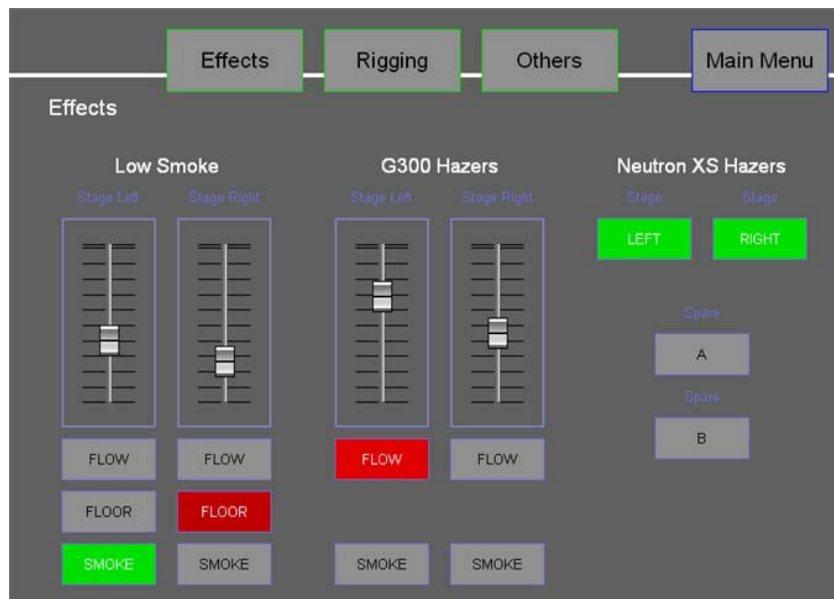 Effects Rigging Others Main Menu
Effects
Low Smoke G300 Hazers Neutron XS Hazers
Stage Left Stage Right Stage Left Stage Right Stage Stage
LEFT RIGHT
Spare
A
Spare
B
FLOW FLOW FLOW FLOW
FLOOR FLOOR
SMOKE SMOKE SMOKE SMOKE